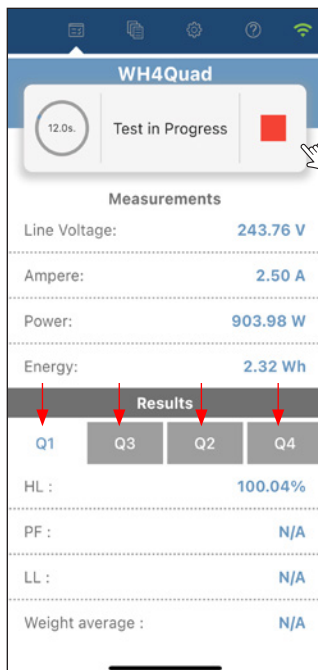 WH4Quad
12.0s.
Test in Progress
Measurements
Line Voltage: 243.76 V
Ampere: 2.50 A
Power: 903.98 W
Energy: 2.32 Wh
Results
Q1 Q3 Q2 Q4
HL : 100.04%
PF : N/A
LL : N/A
Weight average : N/A